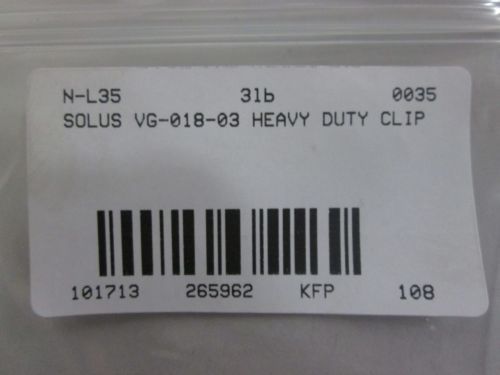 N-L35 31b 0035
SOLUS VG-018-03 HEAVY DUTY CLIP
101713 265962 KFP 108